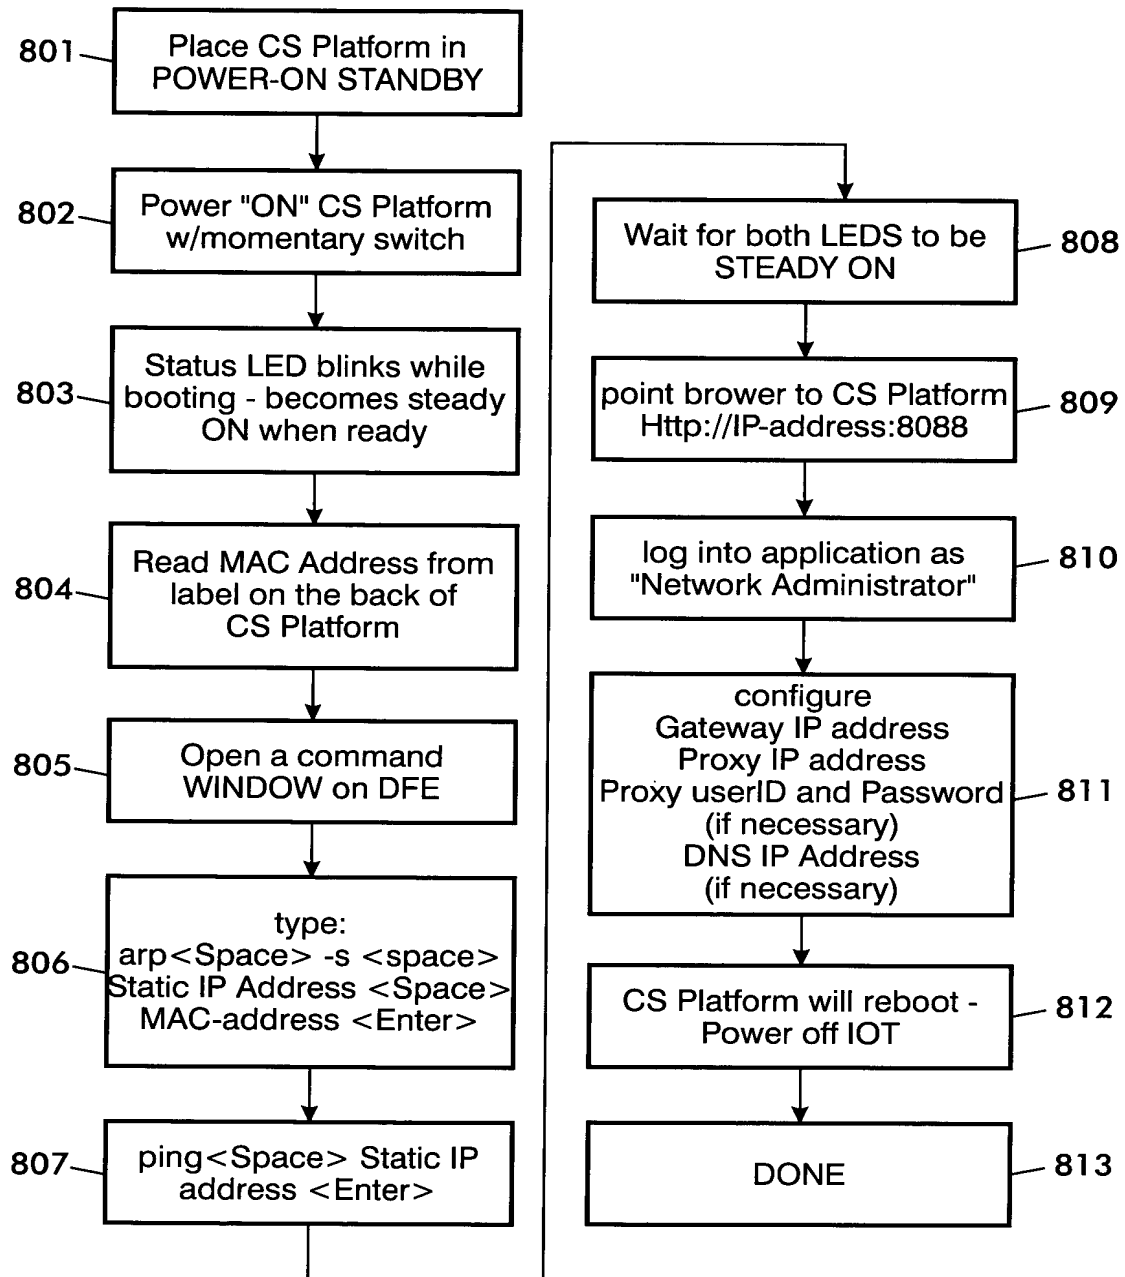 801
Place CS Platform in
POWER-ON STANDBY
802
Power "ON" CS Platform
w/momentary switch
803
Status LED blinks while
booting - becomes steady
ON when ready
804
Read MAC Address from
label on the back of
CS Platform
805
Open a command
WINDOW on DFE
806
type:
arp<Space> -s <space>
Static IP Address <Space>
MAC-address <Enter>
807
ping<Space> Static IP
address <Enter>
Wait for both LEDS to be
STEADY ON
808
point brower to CS Platform
Http://IP-address:8088
809
log into application as
"Network Administrator"
810
configure
Gateway IP address
Proxy IP address
Proxy userID and Password
(if necessary)
DNS IP Address
(if necessary)
811
CS Platform will reboot -
Power off IOT
812
DONE
813